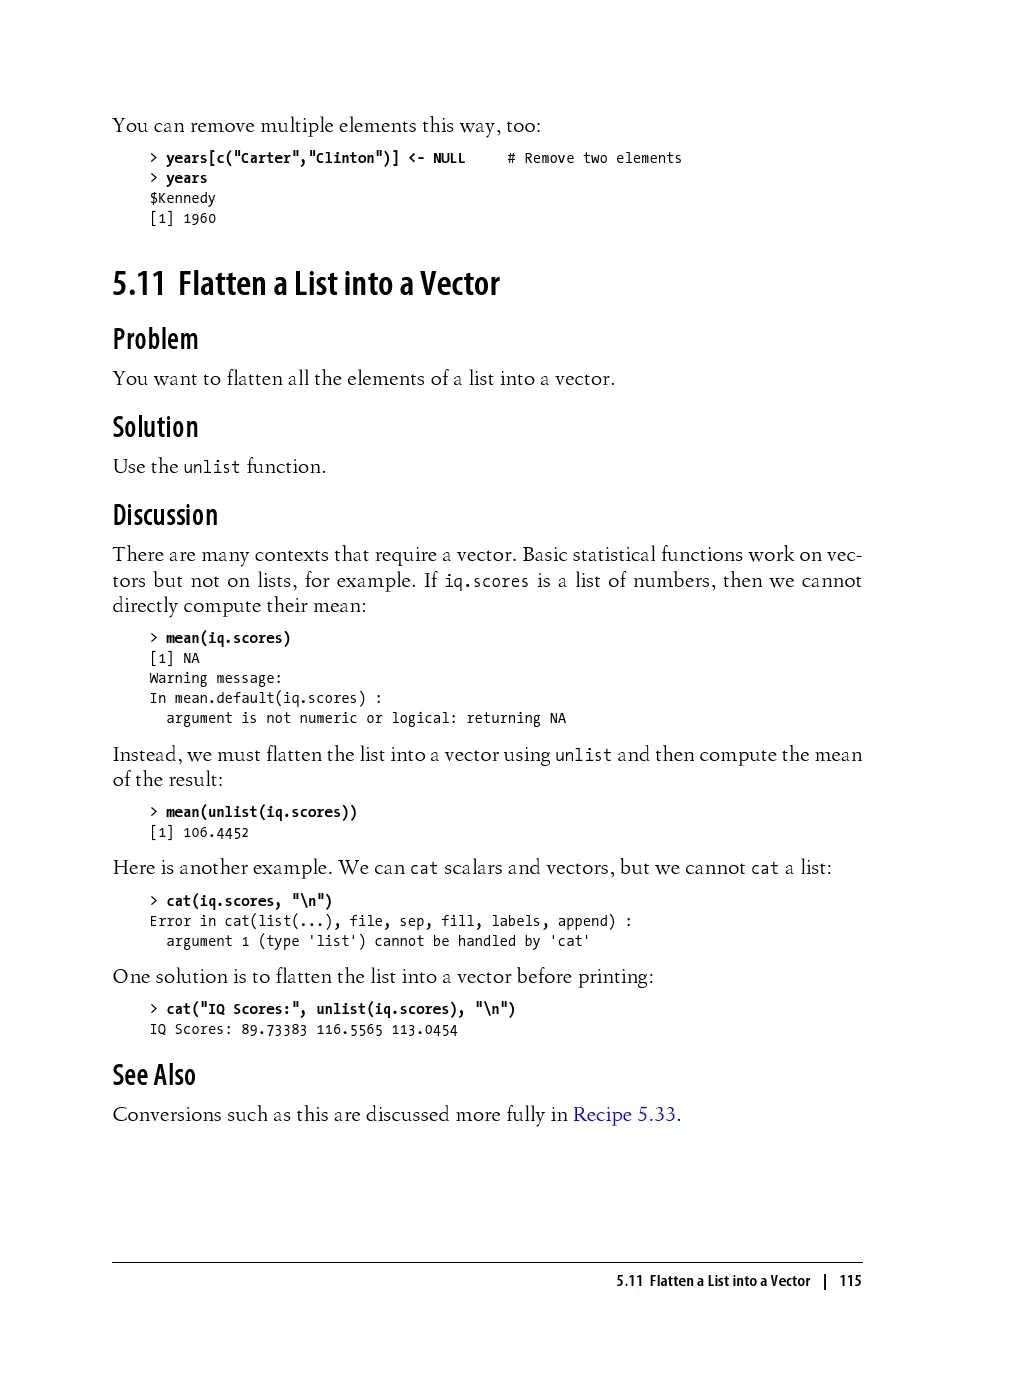 You can remove multiple elements this way, too:
> years[c("Carter","Clinton")] <- NULL     # Remove two elements
> years
$Kennedy
[1] 1960
5.11 Flatten a List into a Vector
Problem
You want to flatten all the elements of a list into a vector.
Solution
Use the unlist function.
Discussion
There are many contexts that require a vector. Basic statistical functions work on vec-
tors but not on lists, for example. If iq.scores is a list of numbers, then we cannot
directly compute their mean:
> mean(iq.scores)
[1] NA
Warning message:
In mean.default(iq.scores) :
  argument is not numeric or logical: returning NA
Instead, we must flatten the list into a vector using unlist and then compute the mean
of the result:
> mean(unlist(iq.scores))
[1] 106.4452
Here is another example. We can cat scalars and vectors, but we cannot cat a list:
> cat(iq.scores, "\n")
Error in cat(list(...), file, sep, fill, labels, append) :
  argument 1 (type 'list') cannot be handled by 'cat'
One solution is to flatten the list into a vector before printing:
> cat("IQ Scores:", unlist(iq.scores), "\n")
IQ Scores: 89.73383 116.5565 113.0454
See Also
Conversions such as this are discussed more fully in Recipe 5.33.
5.11 Flatten a List into a Vector | 115